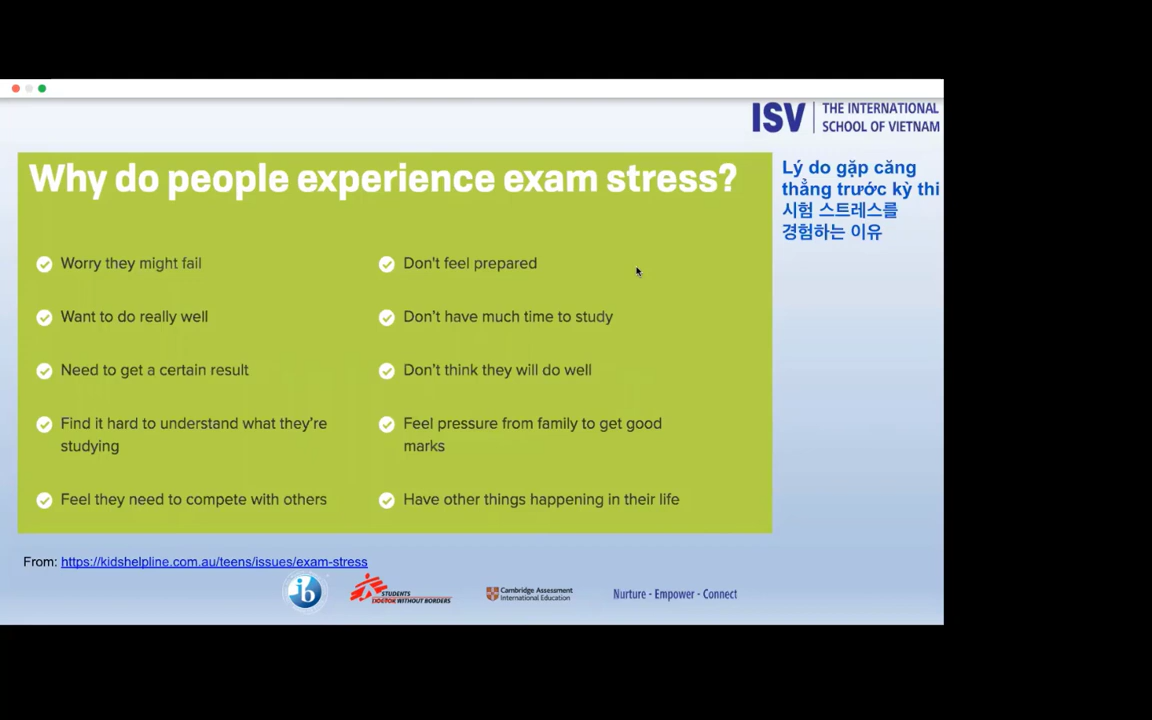 ISV
THE INTERNATIONAL
SCHOOL OF VIETNAM
Why do people experience exam stress?
Lý do gặp căng
thẳng trước kỳ thi
시험 스트레스를
경험하는 이유
Worry they might fail
Want to do really well
Need to get a certain result
Find it hard to understand what they're
studying
Feel they need to compete with others
Don't feel prepared
Don't have much time to study
Don't think they will do well
Feel pressure from family to get good
marks
Have other things happening in their life
From: https://kidshelpline.com.au/teens/issues/exam-stress
ib
STUDENTS
DOCTOR WITHOUT BORDERS
Cambridge Assessment
International Education
Nurture - Empower - Connect